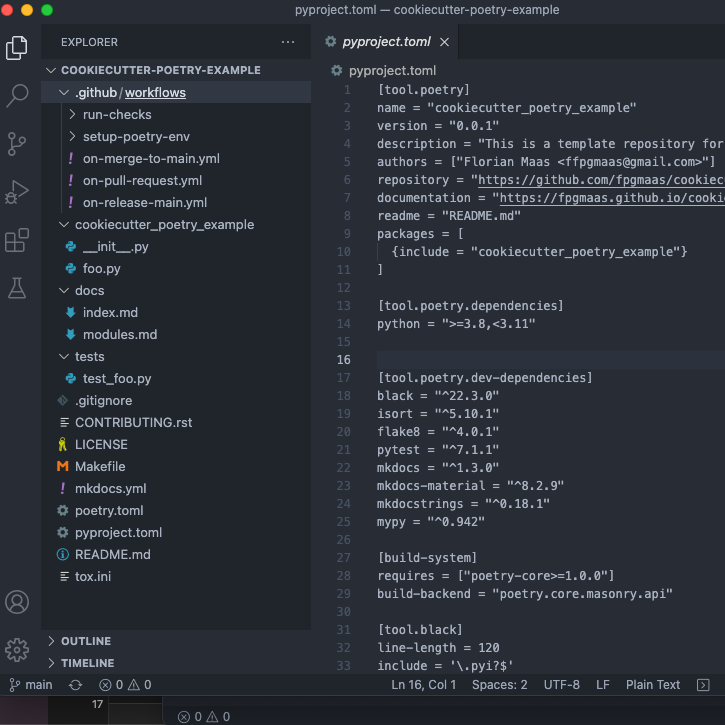 pyproject.toml — cookiecutter-poetry-example
EXPLORER
COOKIECUTTER-POETRY-EXAMPLE
.github/workflows
run-checks
setup-poetry-env
! on-merge-to-main.yml
! on-pull-request.yml
! on-release-main.yml
cookiecutter_poetry_example
__init__.py
foo.py
docs
index.md
modules.md
tests
test_foo.py
.gitignore
CONTRIBUTING.rst
LICENSE
Makefile
! mkdocs.yml
poetry.toml
pyproject.toml
README.md
tox.ini
OUTLINE
TIMELINE
pyproject.toml
pyproject.toml
1 [tool.poetry]
2 name = "cookiecutter_poetry_example"
3 version = "0.0.1"
4 description = "This is a template repository for
5 authors = ["Florian Maas <ffpgmaas@gmail.com>"]
6 repository = "https://github.com/fpgmaas/cookiec
7 documentation = "https://fpgmaas.github.io/cooki
8 readme = "README.md"
9 packages = [
10 {include = "cookiecutter_poetry_example"}
11 ]
12
13 [tool.poetry.dependencies]
14 python = ">=3.8,<3.11"
15
16
17 [tool.poetry.dev-dependencies]
18 black = "^22.3.0"
19 isort = "^5.10.1"
20 flake8 = "^4.0.1"
21 pytest = "^7.1.1"
22 mkdocs = "^1.3.0"
23 mkdocs-material = "^8.2.9"
24 mkdocstrings = "^0.18.1"
25 mypy = "^0.942"
26
27 [build-system]
28 requires = ["poetry-core>=1.0.0"]
29 build-backend = "poetry.core.masonry.api"
30
31 [tool.black]
32 line-length = 120
33 include = '\.pyi?$'
main 0 0 Ln 16, Col 1 Spaces: 2 UTF-8 LF Plain Text
17
0 0